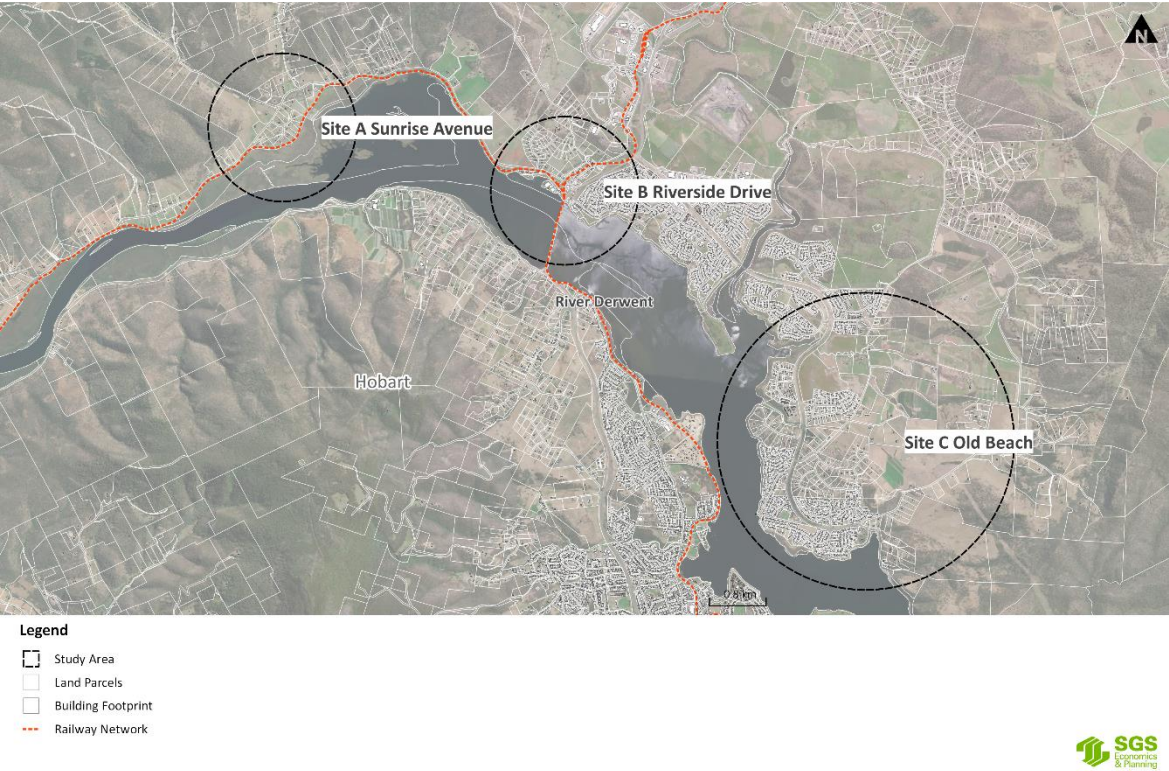 N
Site A Sunrise Avenue
Site B Riverside Drive
River Derwent
Hobart
Site C Old Beach
0.8 km
Legend
Study Area
Land Parcels
Building Footprint
Railway Network
SGS
Economics
& Planning